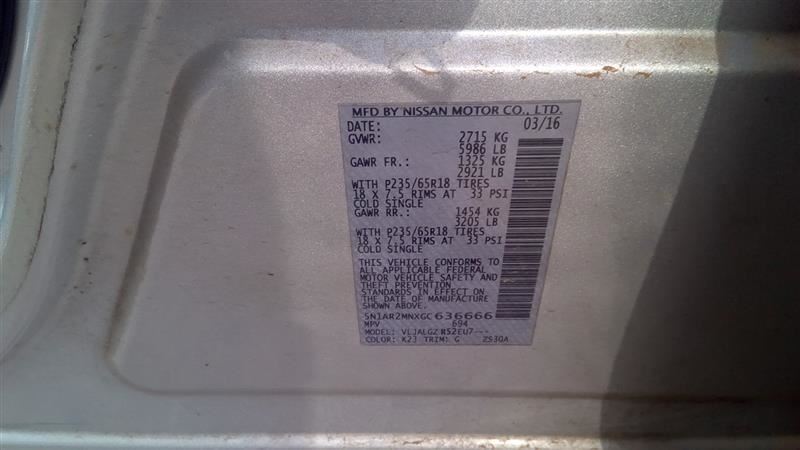 MFD BY NISSAN MOTOR CO., LTD.
DATE: 03/16
GVWR: 2715 KG
5986 LB
GAWR FR.: 1325 KG
2921 LB
WITH P235/65R18 TIRES
18 X 7.5 RIMS AT 33 PSI
COLD SINGLE
GAWR RR.: 1454 KG
3205 LB
WITH P235/65R18 TIRES
18 X 7.5 RIMS AT 33 PSI
COLD SINGLE
THIS VEHICLE CONFORMS TO
ALL APPLICABLE FEDERAL
MOTOR VEHICLE SAFETY AND
THEFT PREVENTION
STANDARDS IN EFFECT ON
THE DATE OF MANUFACTURE
SHOWN ABOVE.
5N1AR2MNXGC636666
MPV 694
MODEL: VLJALGZ R52EU7---
COLOR: K23 TRIM: G Z930A